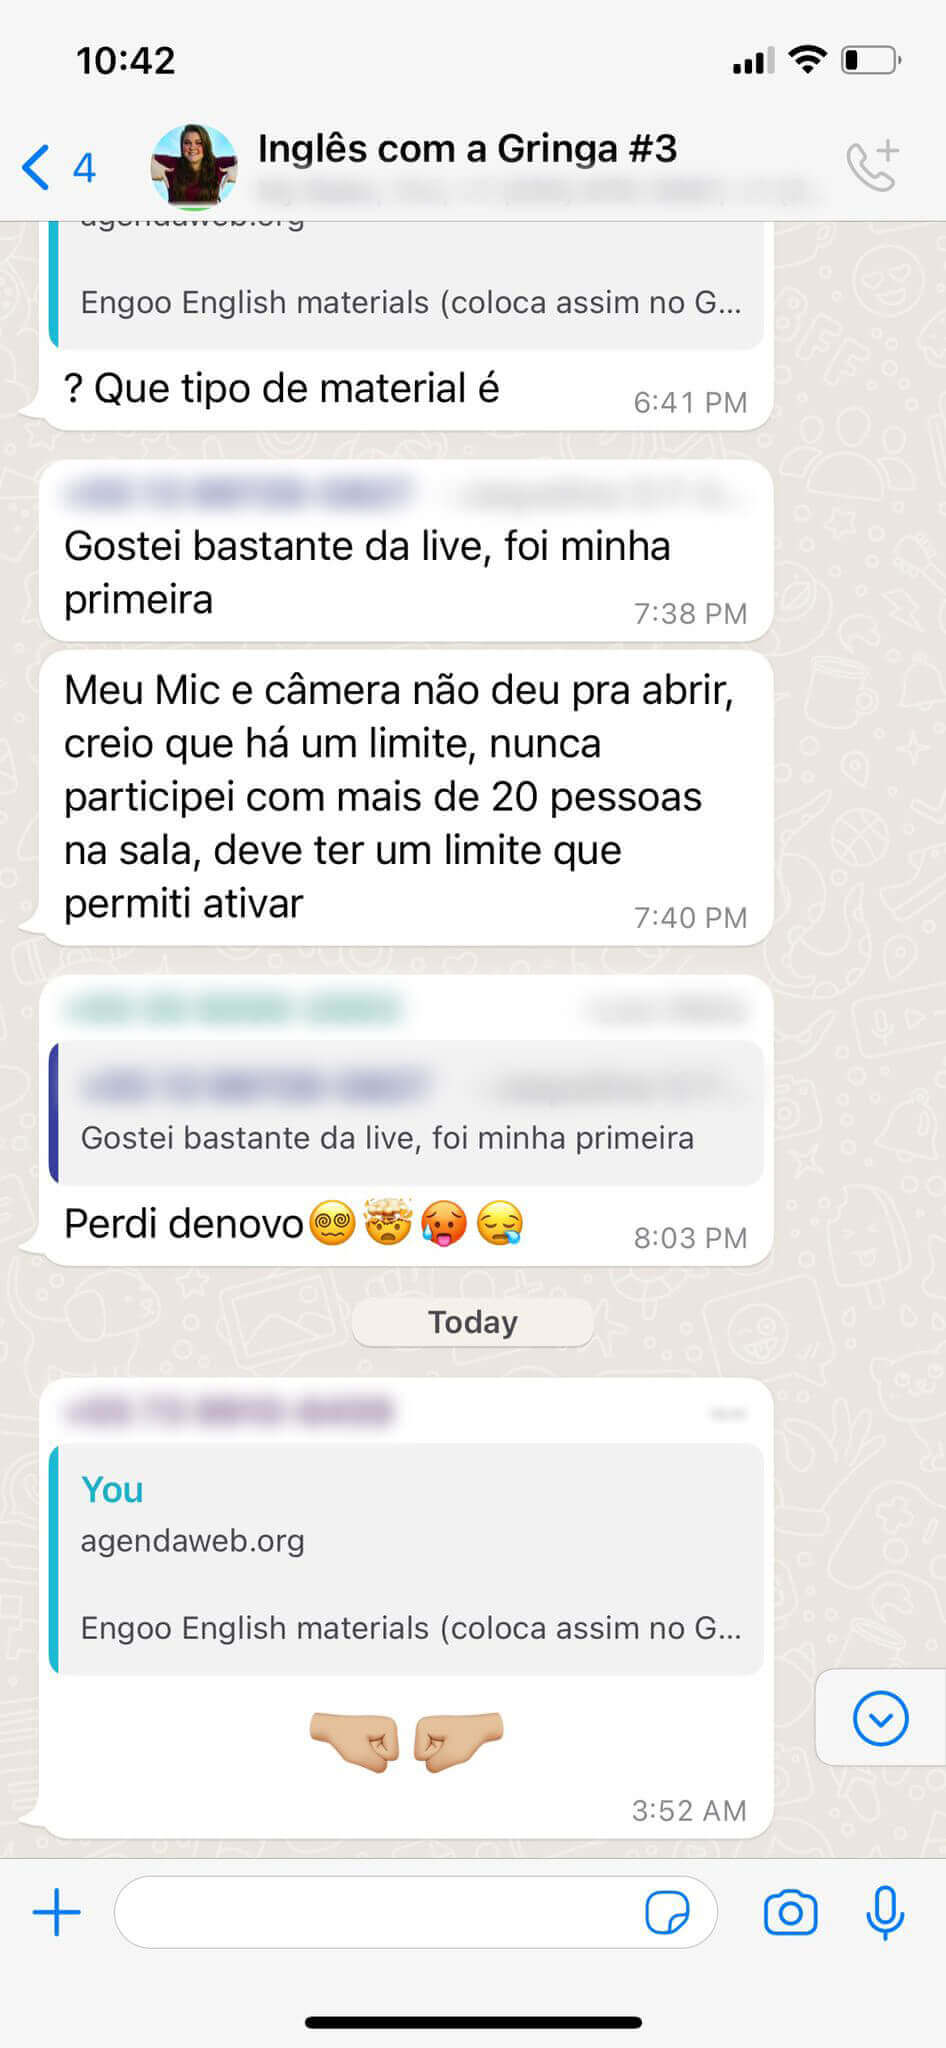 10:42
4
Inglês com a Gringa #3
agendaweb.org
Engoo English materials (coloca assim no G...
? Que tipo de material é
6:41 PM
Gostei bastante da live, foi minha
primeira
7:38 PM
Meu Mic e câmera não deu pra abrir,
creio que há um limite, nunca
participei com mais de 20 pessoas
na sala, deve ter um limite que
permiti ativar
7:40 PM
Gostei bastante da live, foi minha primeira
Perdi denovo😵‍💫🤯🥵😪
8:03 PM
Today
You
agendaweb.org
Engoo English materials (coloca assim no G...
3:52 AM